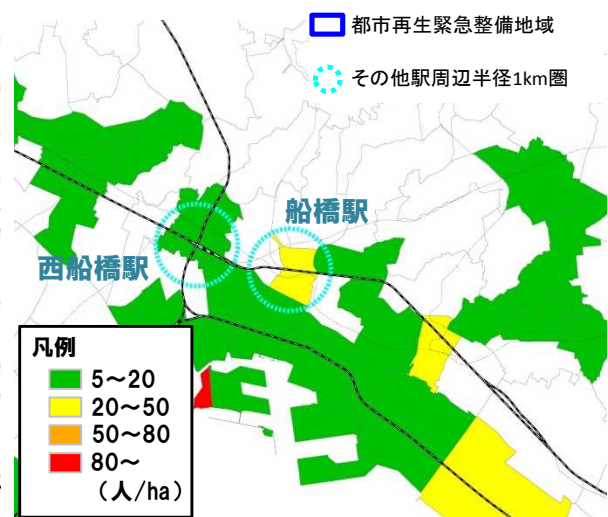 都市再生緊急整備地域
その他駅周辺半径1km圏
船橋駅
西船橋駅
凡例
5～20
20～50
50～80
80～
（人/ha）